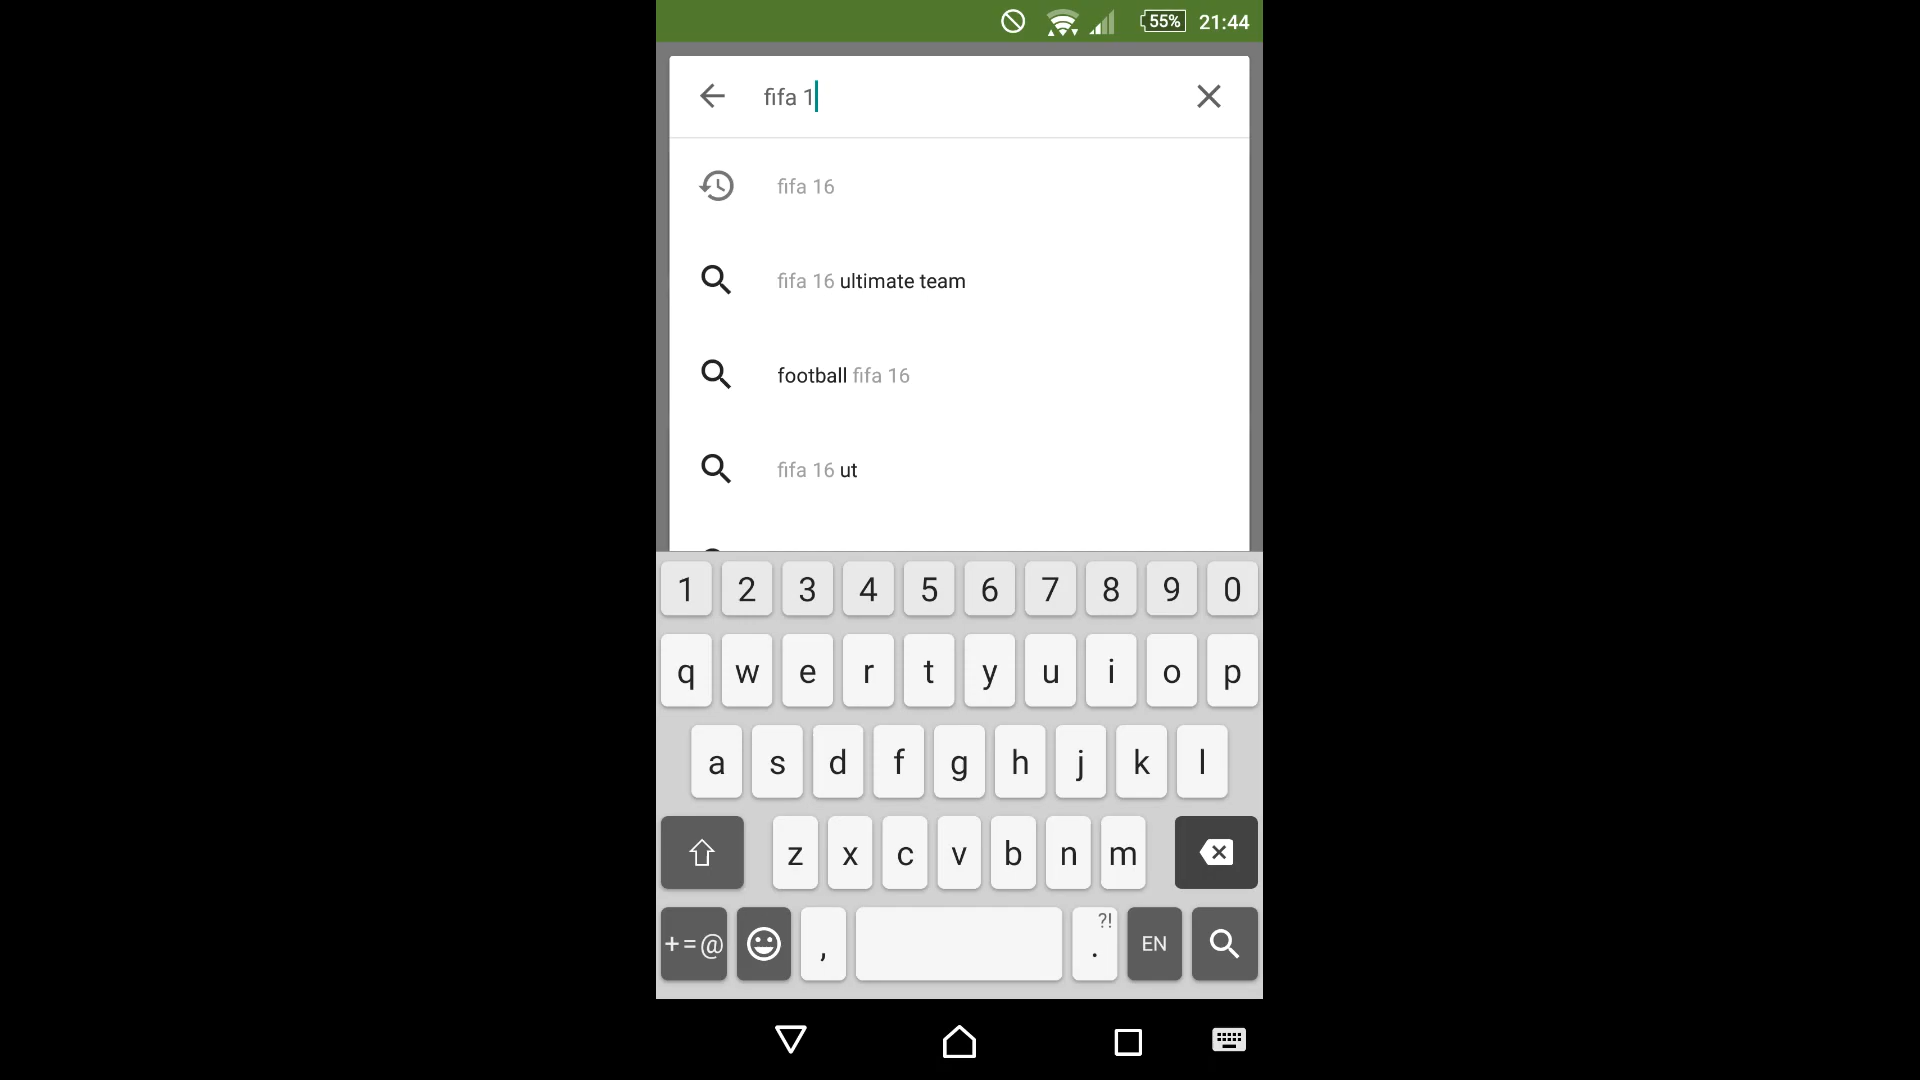 55% 21:44
fifa 1
fifa 16
fifa 16 ultimate team
football fifa 16
fifa 16 ut
1 2 3 4 5 6 7 8 9 0
q w e r t y u i o p
a s d f g h j k l
z x c v b n m
+=@ , ?! . EN